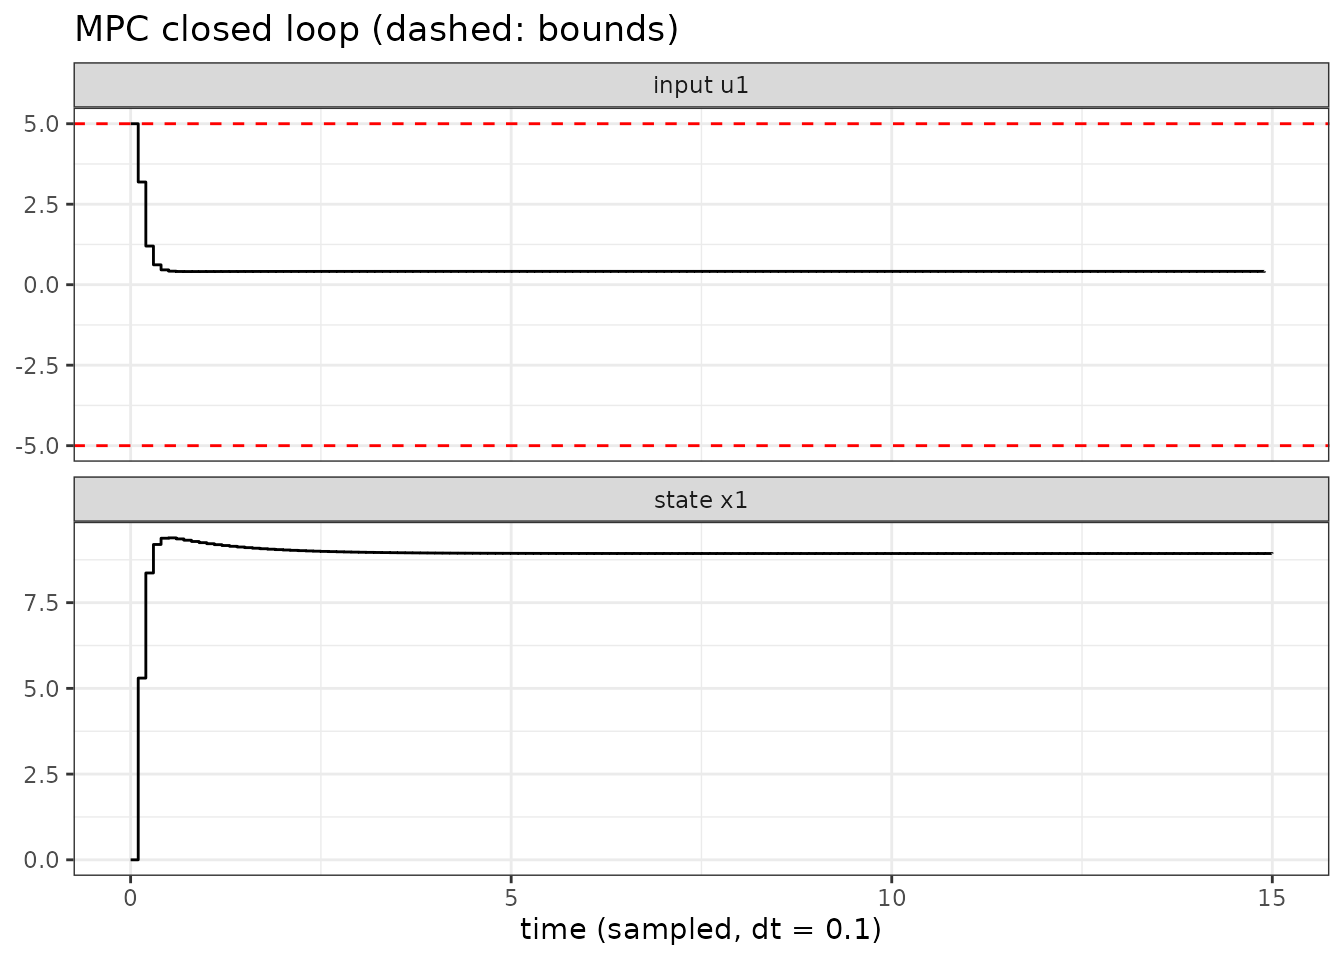 MPC closed loop (dashed: bounds)
input u1
5.0
2.5
0.0
-2.5
-5.0
state x1
7.5
5.0
2.5
0.0
0 5 10 15
time (sampled, dt = 0.1)